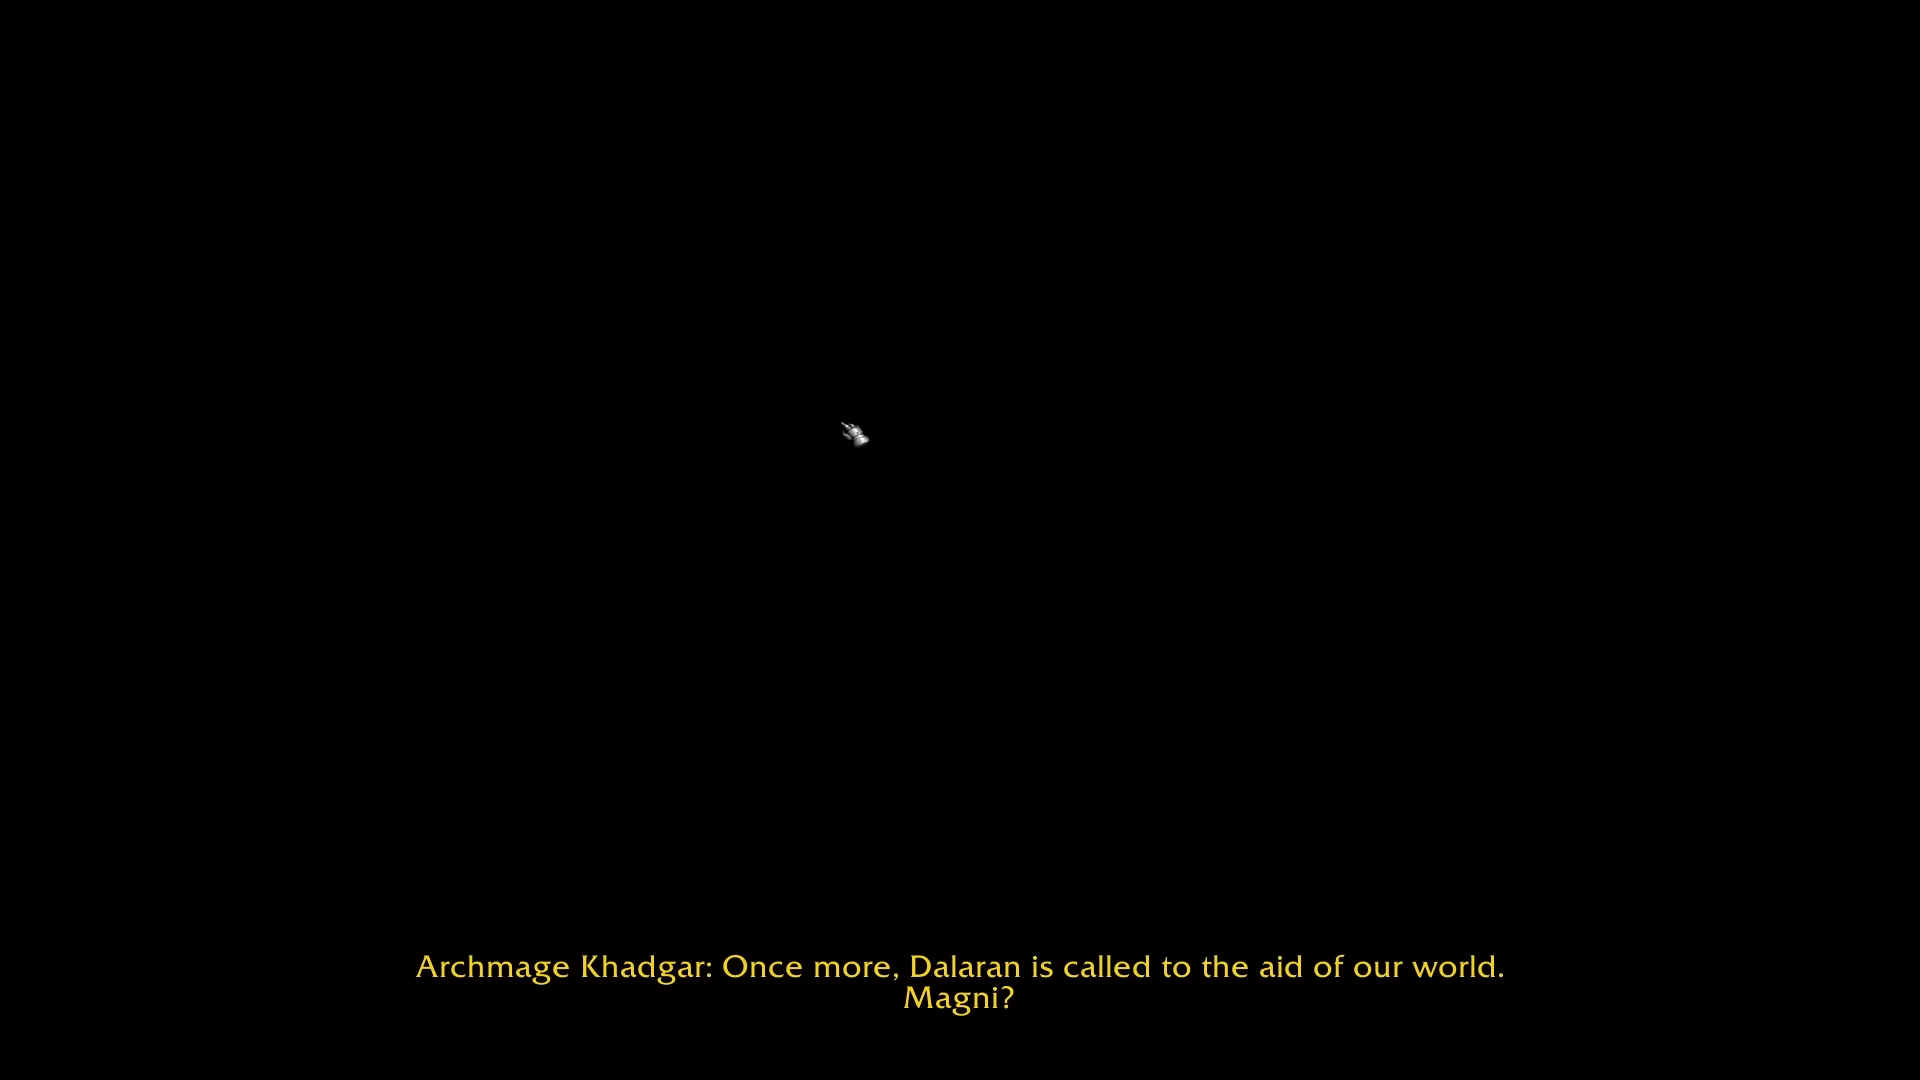 Archmage Khadgar: Once more, Dalaran is called to the aid of our world.
Magni?